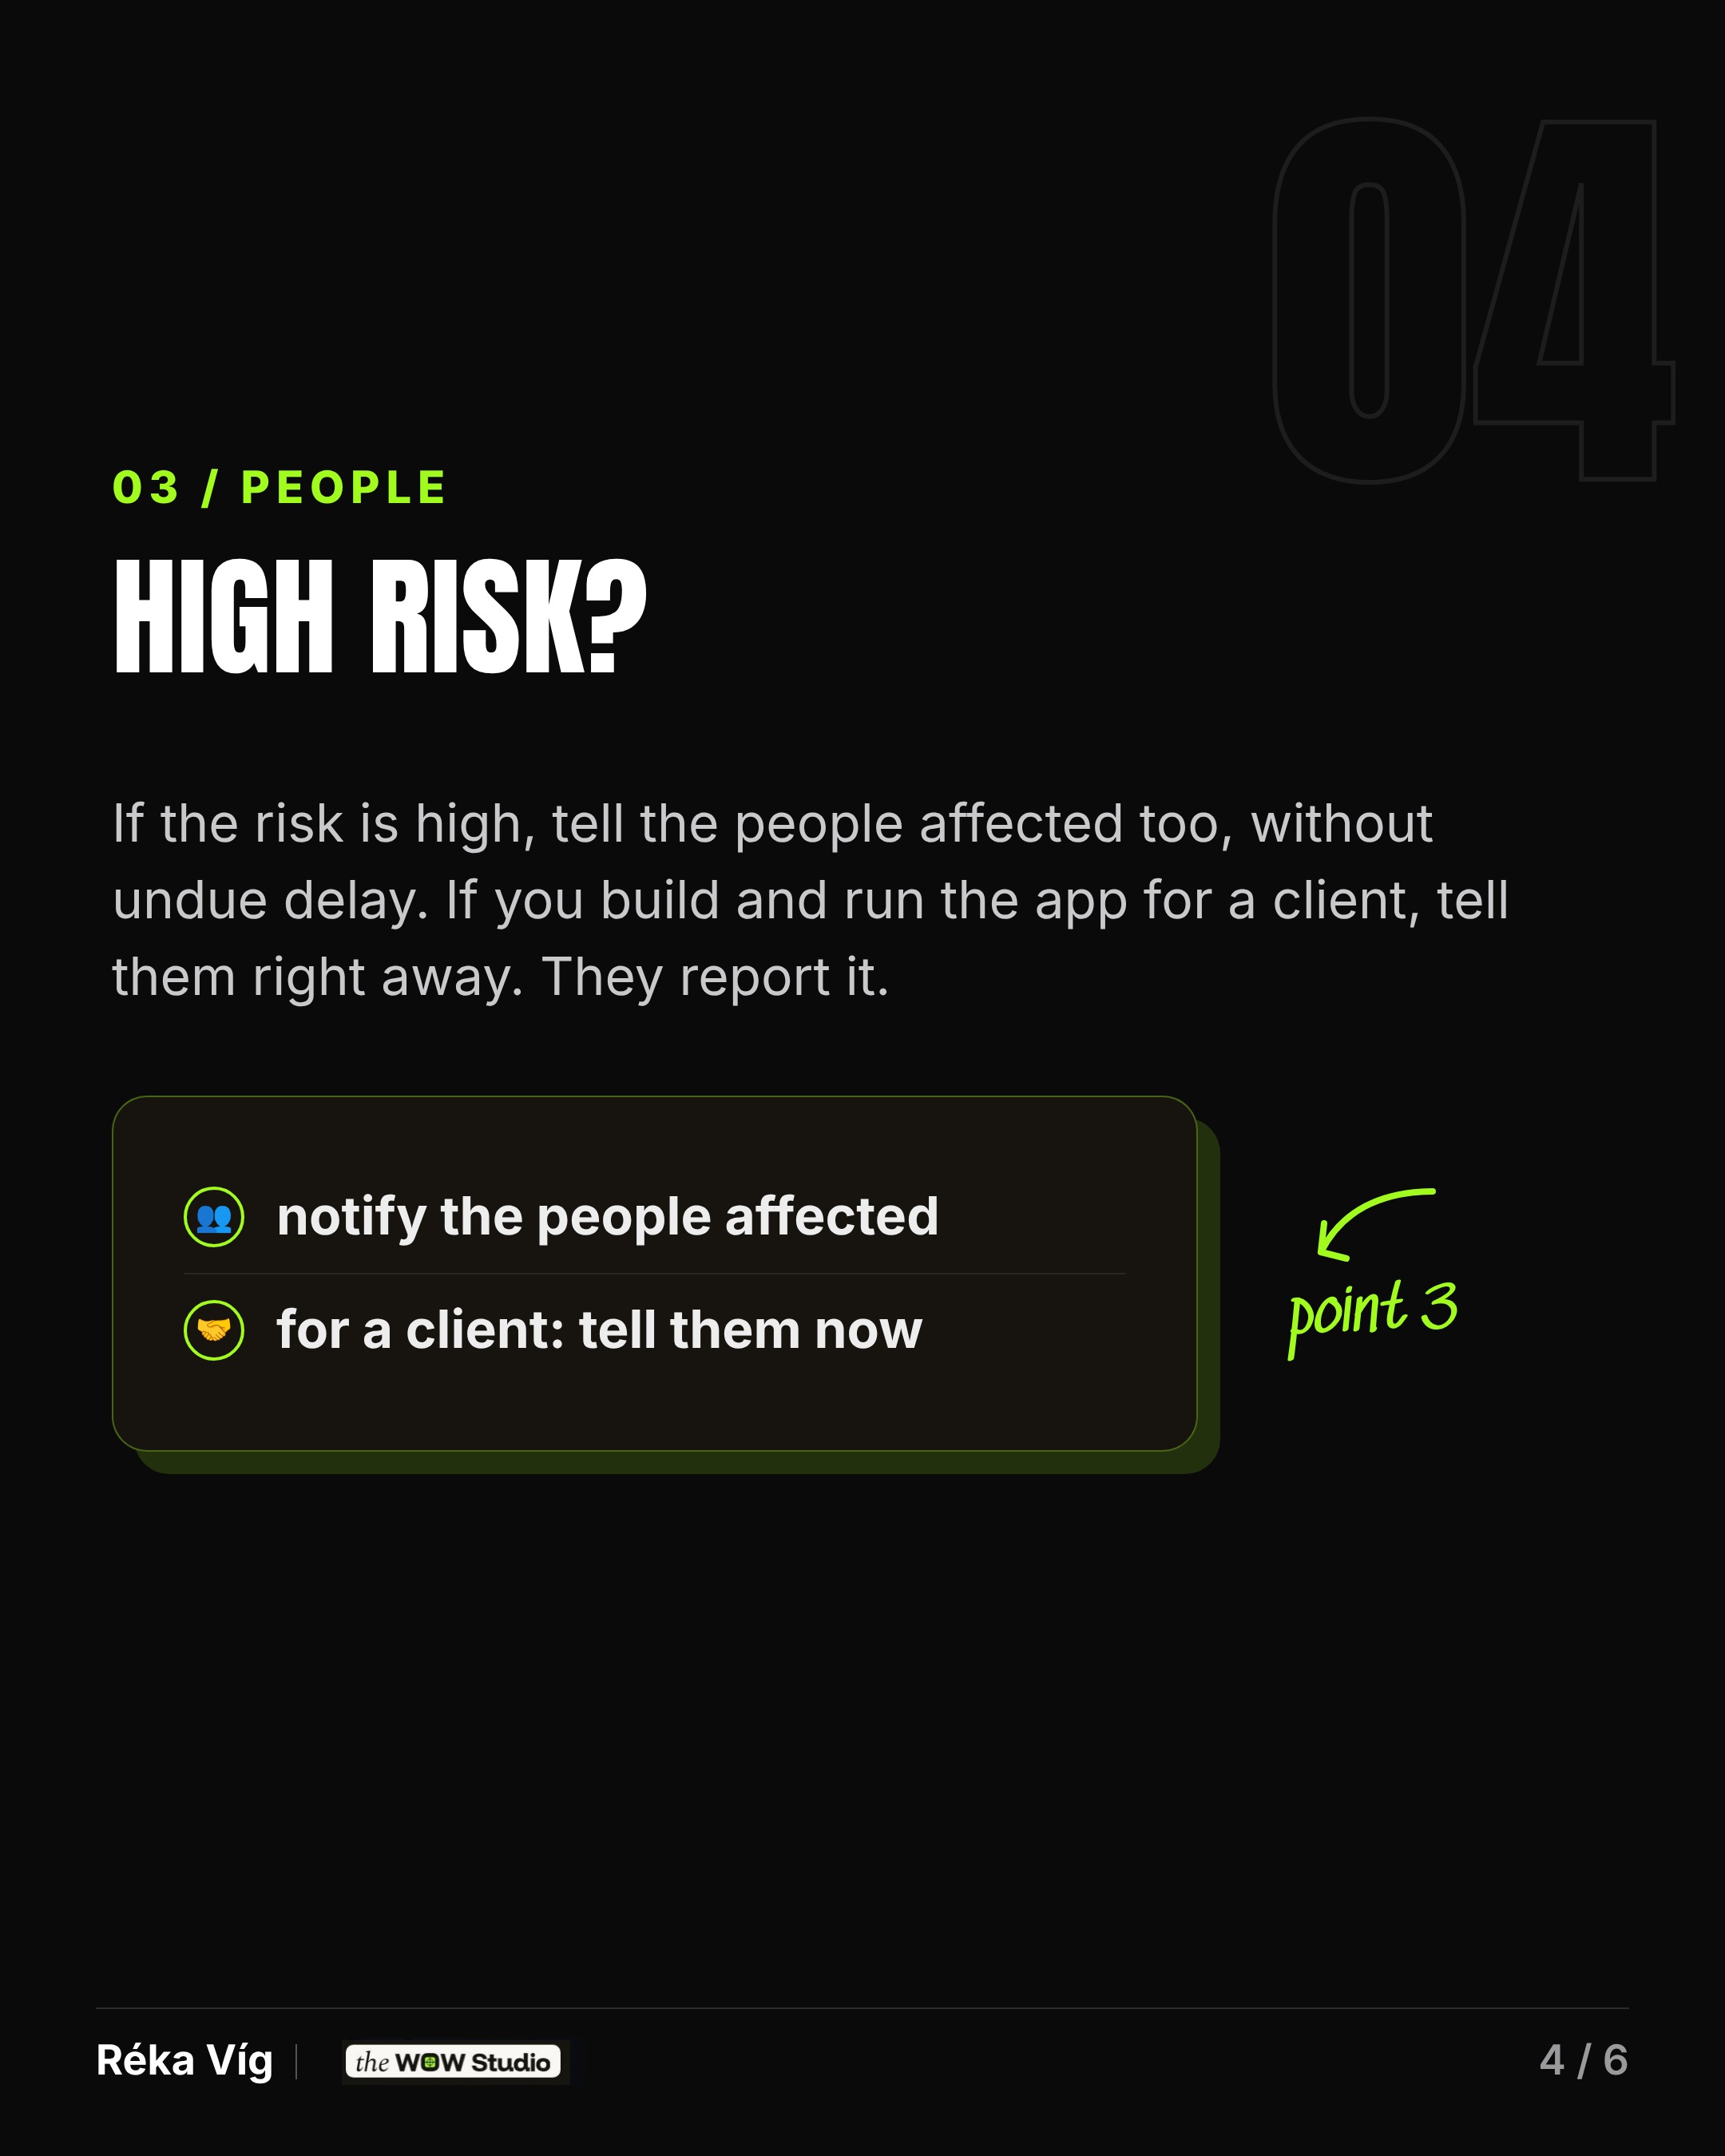 04
03 / PEOPLE
HIGH RISK?
If the risk is high, tell the people affected too, without
undue delay. If you build and run the app for a client, tell
them right away. They report it.
notify the people affected
for a client: tell them now
point 3
Réka Víg
the WOW Studio
4 / 6